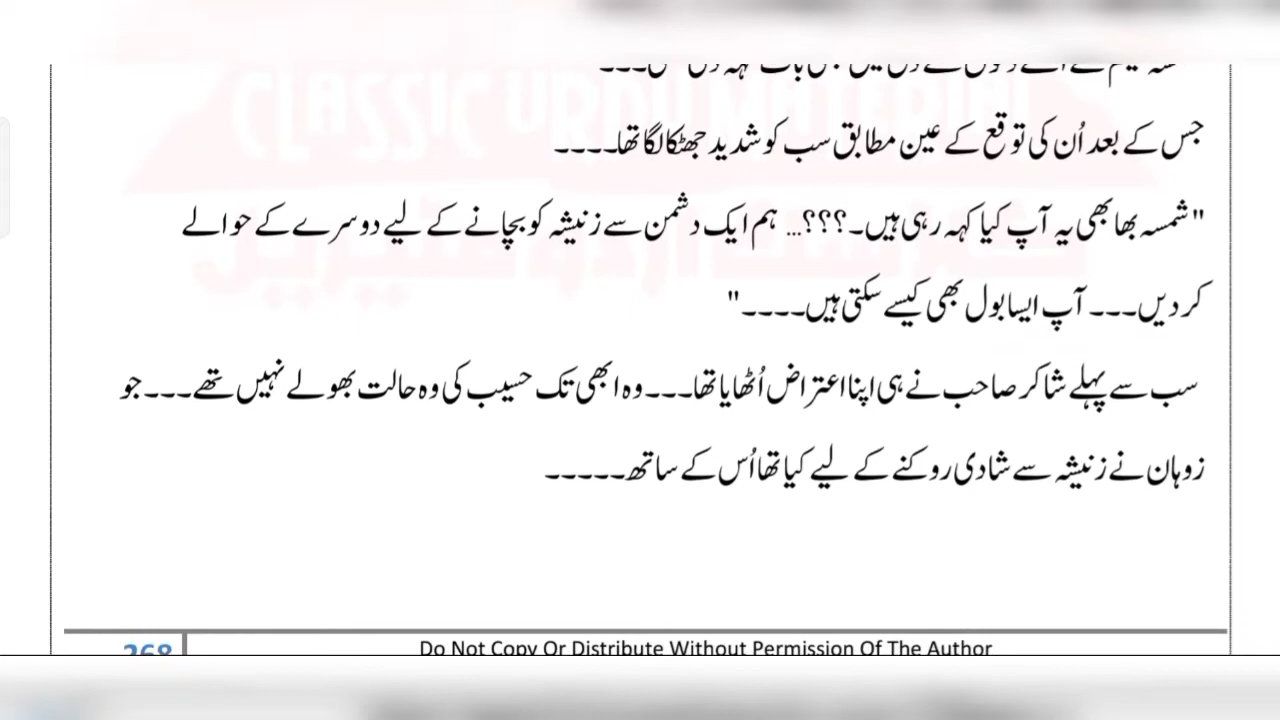 CLASSIC URDU MATERIAL
جس کے بعد اُن کی توقع کے عین مطابق سب کو شدید جھٹکا لگا تھا۔۔۔۔
"شمسہ بھابھی یہ آپ کیا کہہ رہی ہیں۔؟؟؟... ہم ایک دشمن سے زنیشہ کو بچانے کے لیے دوسرے کے حوالے
کر دیں۔۔۔ آپ ایسا بول بھی کیسے سکتی ہیں۔۔۔۔"
سب سے پہلے شاکر صاحب نے ہی اپنا اعتراض اُٹھایا تھا۔۔۔ وہ ابھی تک حسیب کی وہ حالت بھولے نہیں تھے۔۔۔ جو
زوہان نے زنیشہ سے شادی روکنے کے لیے کیا تھا اُس کے ساتھ۔۔۔۔۔
268
Do Not Copy Or Distribute Without Permission Of The Author